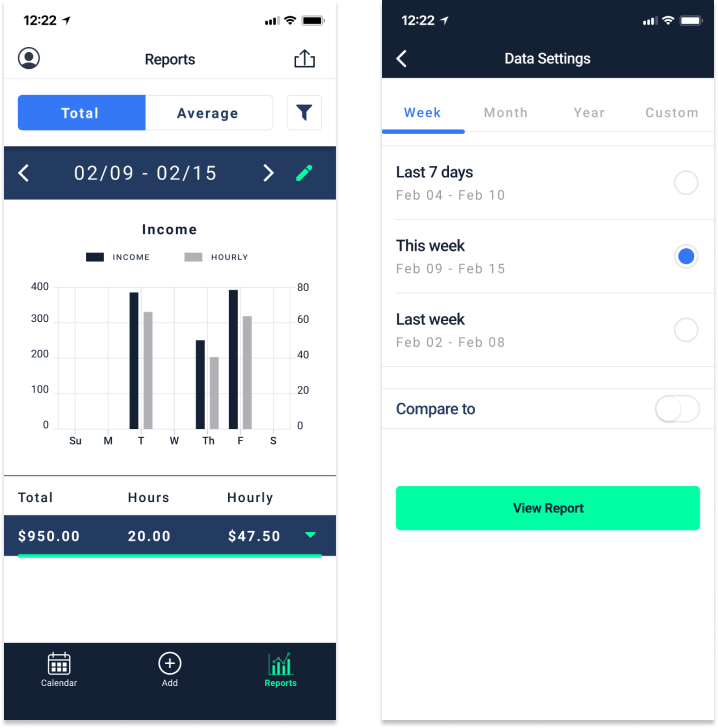 12:22
Reports
Total Average
02/09 - 02/15
Income
INCOME HOURLY
400 80
300 60
200 40
100 20
0 0
Su M T W Th F S
Total Hours Hourly
$950.00 20.00 $47.50
Calendar Add Reports
12:22
Data Settings
Week Month Year Custom
Last 7 days
Feb 04 - Feb 10
This week
Feb 09 - Feb 15
Last week
Feb 02 - Feb 08
Compare to
View Report